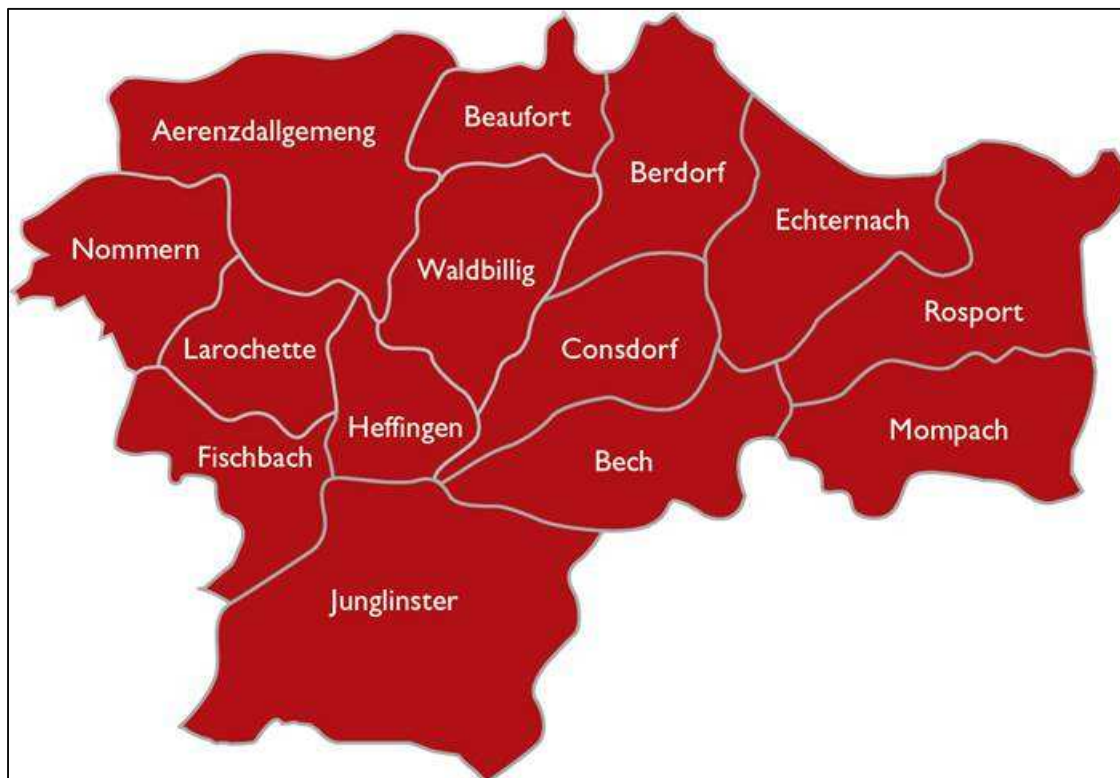 Beaufort
Aerenzdallgemeng
Berdorf
Echternach
Nommern
Waldbillig
Rosport
Larochette
Consdorf
Heffingen
Mompach
Fischbach
Bech
Junglinster